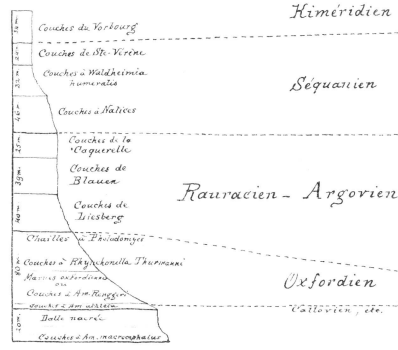 Kiméridien
Couches du Vorbourg
Couches de Ste-Vérène
Couches à Waldheimia
humeralis
Séquanien
Couches à Natices
Couches de la
Caquerelle
Couches de
Blauen
Rauracien - Argovien
Couches de
Liesberg
Chailles à Pholadomyes
Couches à Rhynchonella Thurmanni
Marnes oxfordiennes
ou
Couches à Am. Renggeri
Oxfordien
Couches à Am. athleta
Callovien, etc.
Dalle nacrée
Couches à Am. macrocephalus